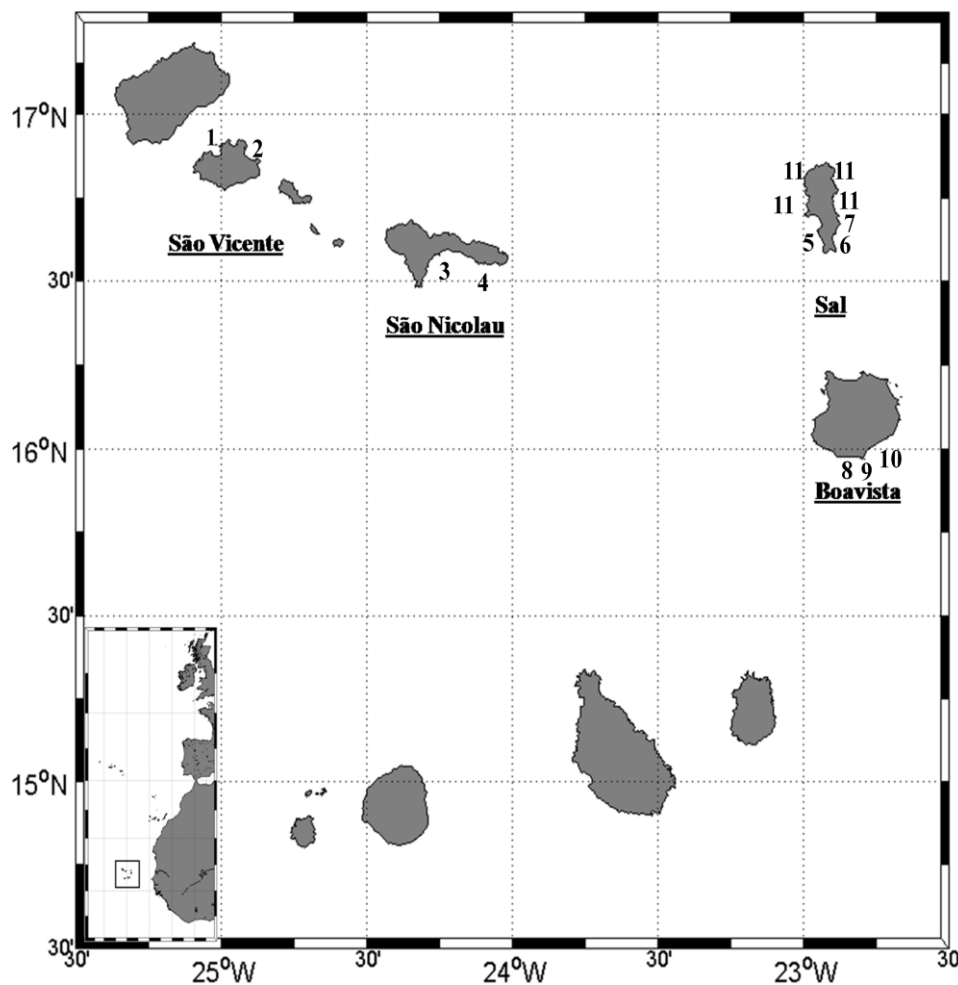 17°N
1
2
11 11
11 11
7
São Vicente
5 6
3
4
30'
Sal
São Nicolau
16°N
8 9 10
Boavista
30'
15°N
30'
30' 25°W 30' 24°W 30' 23°W 30'